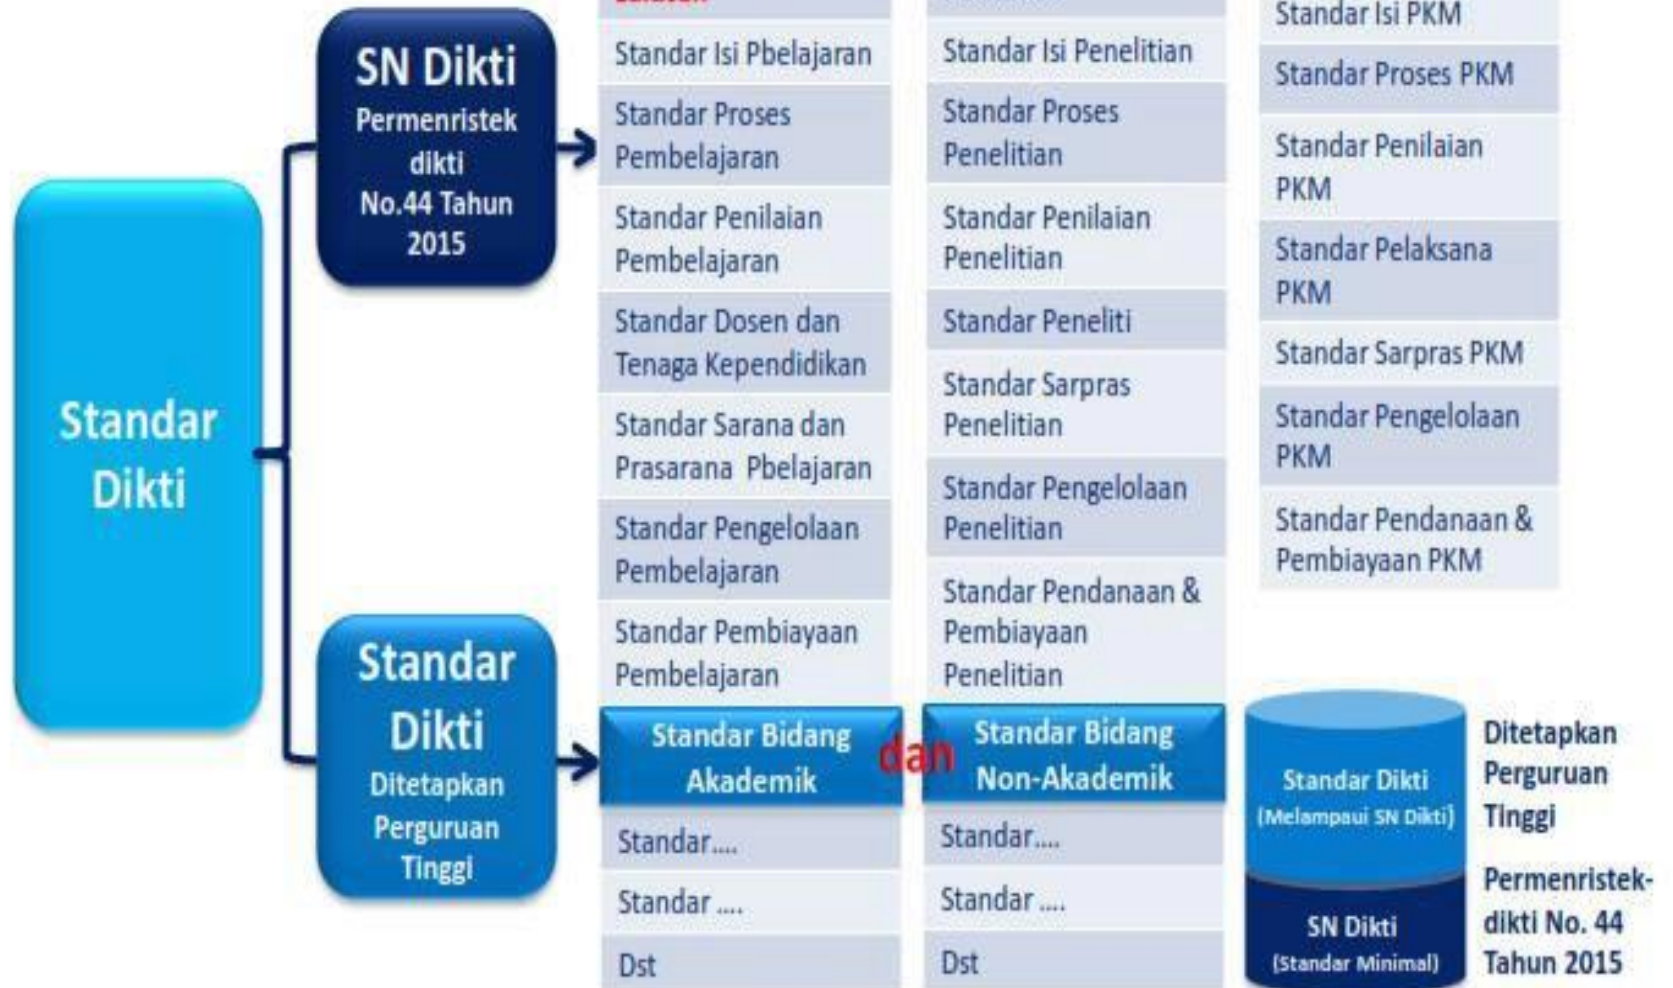 Standar
Dikti
SN Dikti
Permenristek
dikti
No.44 Tahun
2015
Standar
Dikti
Ditetapkan
Perguruan
Tinggi
Standar Isi Pbelajaran
Standar Proses
Pembelajaran
Standar Penilaian
Pembelajaran
Standar Dosen dan
Tenaga Kependidikan
Standar Sarana dan
Prasarana Pbelajaran
Standar Pengelolaan
Pembelajaran
Standar Pembiayaan
Pembelajaran
Standar Isi Penelitian
Standar Proses
Penelitian
Standar Penilaian
Penelitian
Standar Peneliti
Standar Sarpras
Penelitian
Standar Pengelolaan
Penelitian
Standar Pendanaan &
Pembiayaan
Penelitian
Standar Isi PKM
Standar Proses PKM
Standar Penilaian
PKM
Standar Pelaksana
PKM
Standar Sarpras PKM
Standar Pengelolaan
PKM
Standar Pendanaan &
Pembiayaan PKM
Standar Bidang
Akademik
dan
Standar Bidang
Non-Akademik
Standar....
Standar ....
Dst
Standar....
Standar ....
Dst
Standar Dikti
(Melampaui SN Dikti)
SN Dikti
(Standar Minimal)
Ditetapkan
Perguruan
Tinggi
Permenristek-
dikti No. 44
Tahun 2015